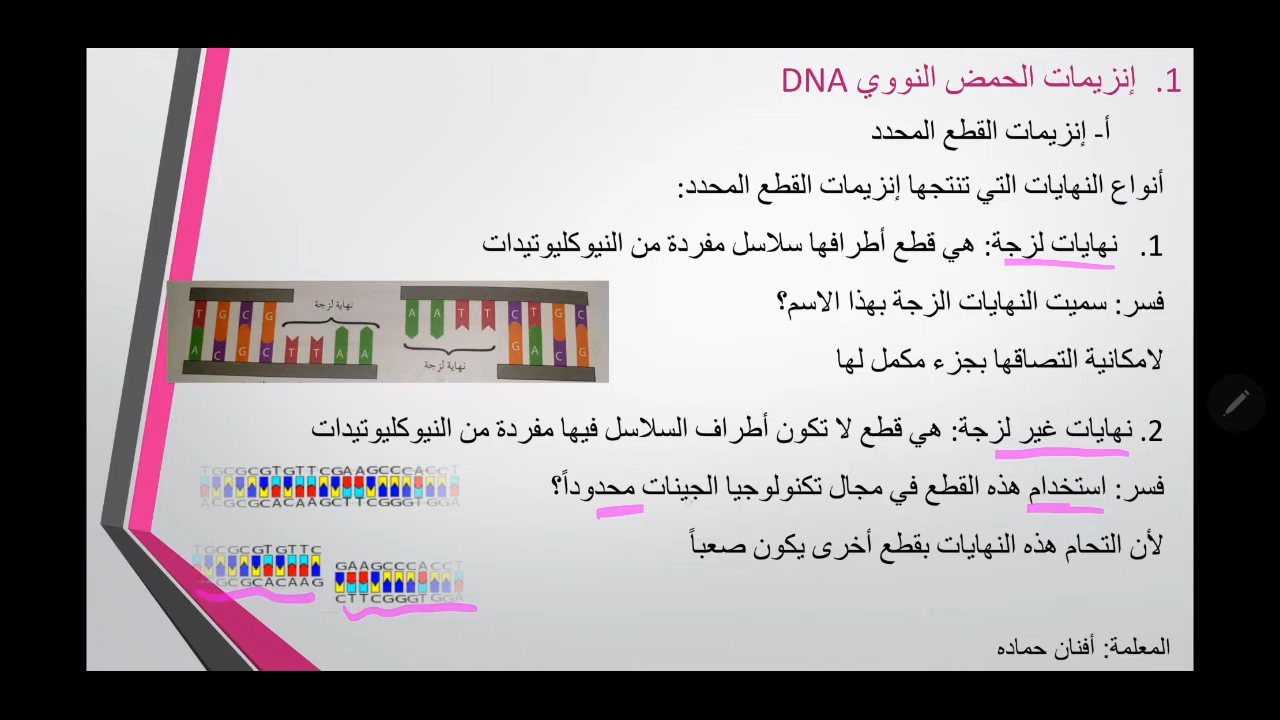 1. إنزيمات الحمض النووي DNA
أ- إنزيمات القطع المحدد
أنواع النهايات التي تنتجها إنزيمات القطع المحدد:
1. نهايات لزجة: هي قطع أطرافها سلاسل مفردة من النيوكليوتيدات
فسر: سميت النهايات الزجة بهذا الاسم؟
لامكانية التصاقها بجزء مكمل لها
نهاية لزجة
T G C G
A C G C T T A A
A A T T C T G C
G A C G
نهاية لزجة
2. نهايات غير لزجة: هي قطع لا تكون أطراف السلاسل فيها مفردة من النيوكليوتيدات
فسر: استخدام هذه القطع في مجال تكنولوجيا الجينات محدوداً؟
لأن التحام هذه النهايات بقطع أخرى يكون صعباً
TGCGCGTGTTCGAAGCCCACCT
ACGCGCACAAGCTTCGGGTGGA
TGCGCGTGTTC
GCGCACAAG
GAAGCCCACCT
CTTCGGGTGGA
المعلمة: أفنان حماده